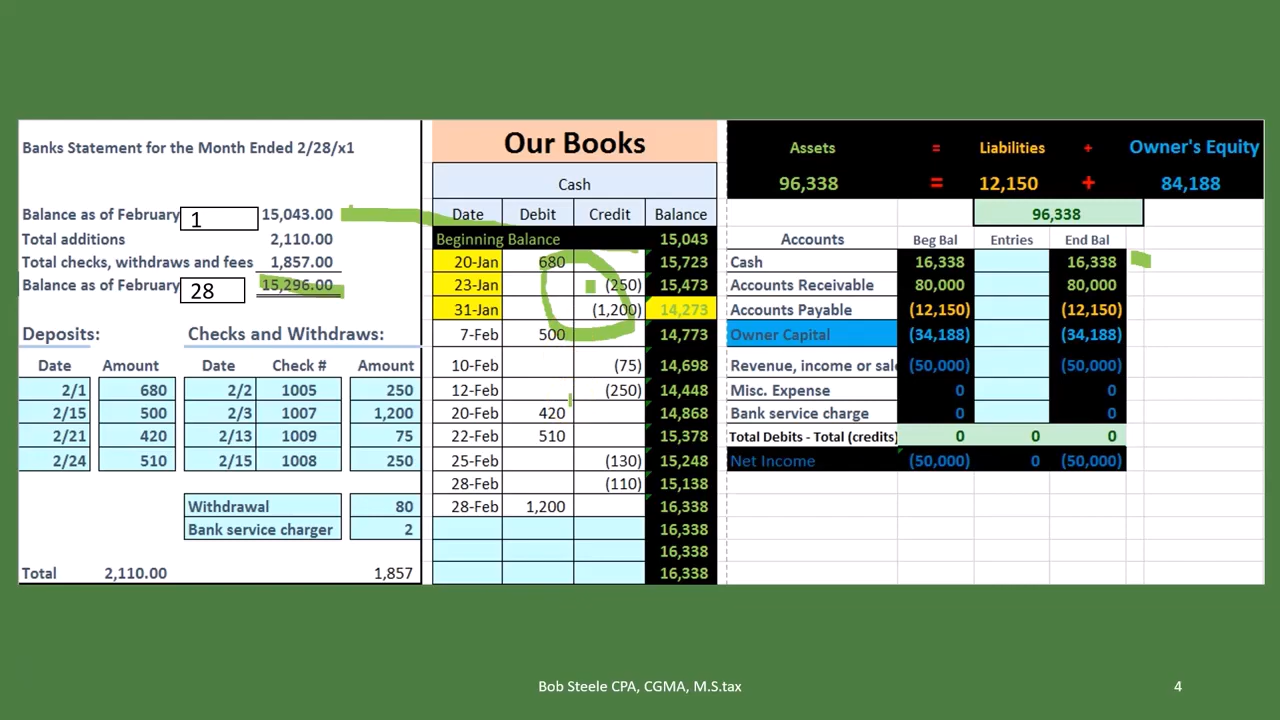 Banks Statement for the Month Ended 2/28/x1
Balance as of February 1 15,043.00
Total additions 2,110.00
Total checks, withdraws and fees 1,857.00
Balance as of February 28 15,296.00
Deposits: Checks and Withdraws:
Date Amount Date Check # Amount
2/1 680 2/2 1005 250
2/15 500 2/3 1007 1,200
2/21 420 2/13 1009 75
2/24 510 2/15 1008 250
Withdrawal 80
Bank service charger 2
Total 2,110.00 1,857
Our Books
Cash
Date Debit Credit Balance
Beginning Balance 15,043
20-Jan 680 15,723
23-Jan (250) 15,473
31-Jan (1,200) 14,273
7-Feb 500 14,773
10-Feb (75) 14,698
12-Feb (250) 14,448
20-Feb 420 14,868
22-Feb 510 15,378
25-Feb (130) 15,248
28-Feb (110) 15,138
28-Feb 1,200 16,338
16,338
16,338
16,338
Assets = Liabilities + Owner's Equity
96,338 = 12,150 + 84,188
96,338
Accounts Beg Bal Entries End Bal
Cash 16,338 16,338
Accounts Receivable 80,000 80,000
Accounts Payable (12,150) (12,150)
Owner Capital (34,188) (34,188)
Revenue, income or sale (50,000) (50,000)
Misc. Expense 0 0
Bank service charge 0 0
Total Debits - Total (credits) 0 0 0
Net Income (50,000) 0 (50,000)
Bob Steele CPA, CGMA, M.S.tax
4